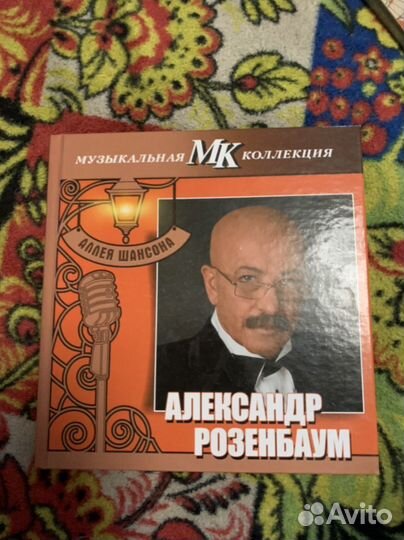 МУЗЫКАЛЬНАЯ МК КОЛЛЕКЦИЯ
АЛЛЕЯ ШАНСОНА
АЛЕКСАНДР
РОЗЕНБАУМ
Avito